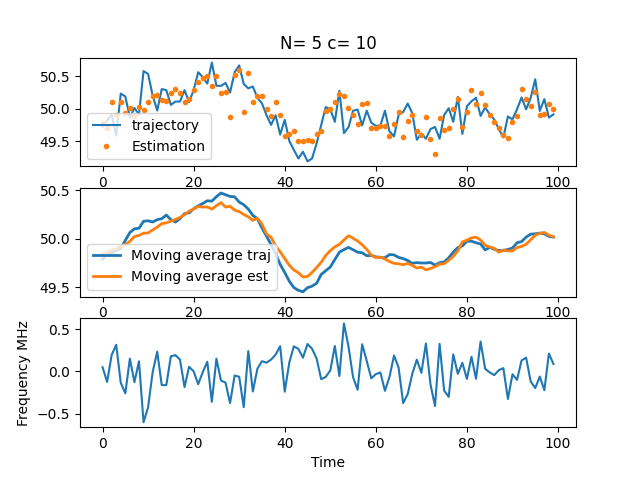 N= 5 c= 10
50.5
50.0
49.5
trajectory
Estimation
0 20 40 60 80 100
50.5
50.0
49.5
Moving average traj
Moving average est
0 20 40 60 80 100
Frequency MHz
0.5
0.0
−0.5
0 20 40 60 80 100
Time